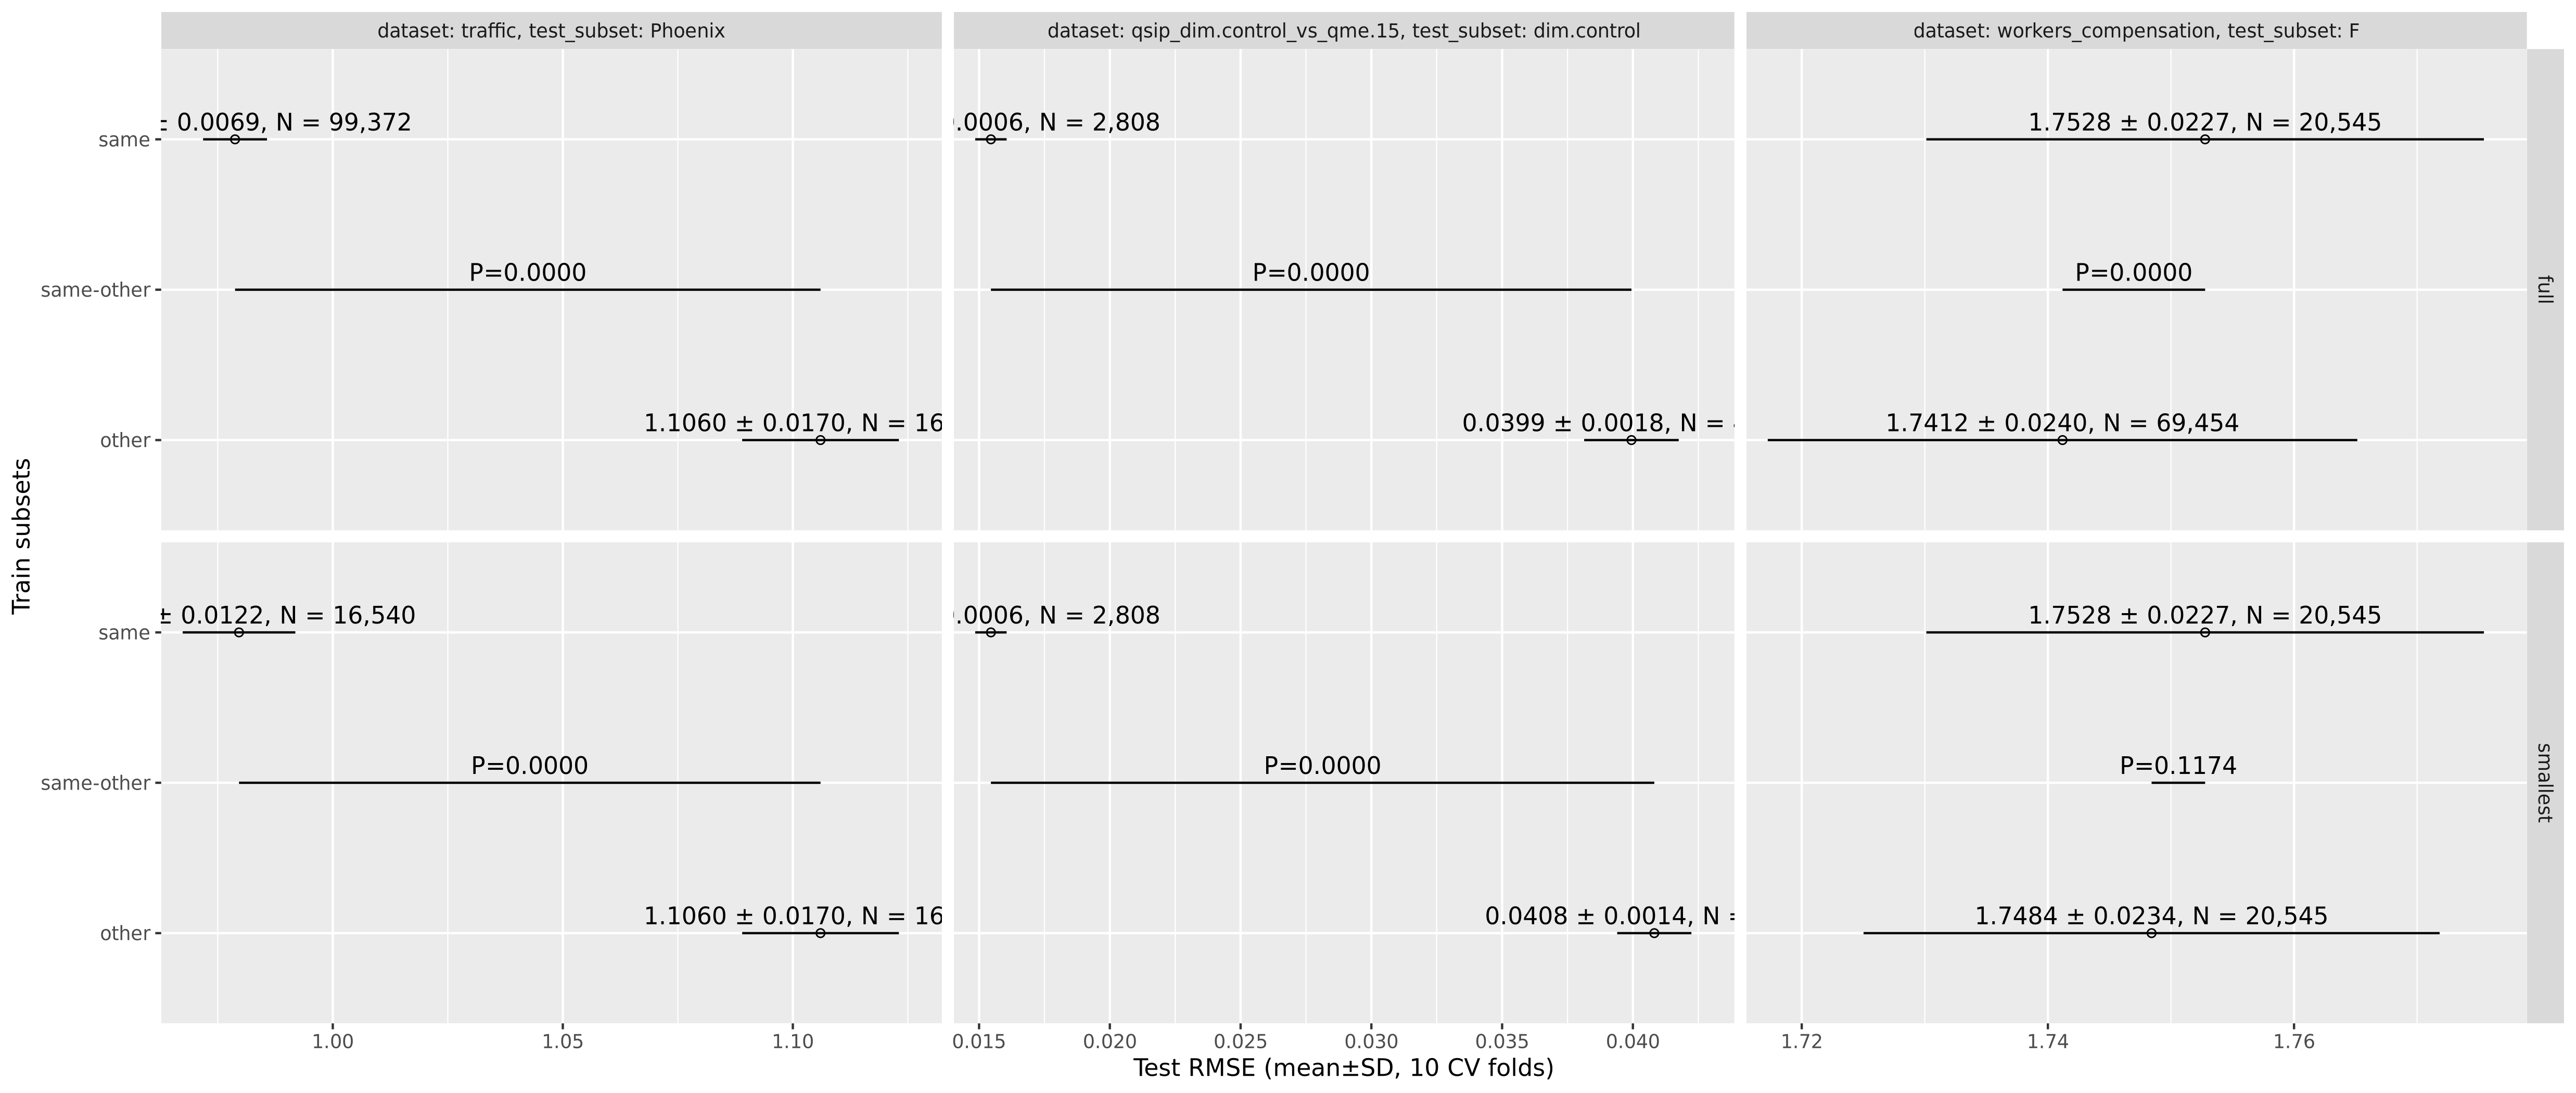 dataset: traffic, test_subset: Phoenix
dataset: qsip_dim.control_vs_qme.15, test_subset: dim.control
dataset: workers_compensation, test_subset: F
Train subsets
full
same
± 0.0069, N = 99,372
.0006, N = 2,808
1.7528 ± 0.0227, N = 20,545
same-other
P=0.0000
P=0.0000
P=0.0000
other
1.1060 ± 0.0170, N = 16
0.0399 ± 0.0018, N =
1.7412 ± 0.0240, N = 69,454
smallest
same
± 0.0122, N = 16,540
.0006, N = 2,808
1.7528 ± 0.0227, N = 20,545
same-other
P=0.0000
P=0.0000
P=0.1174
other
1.1060 ± 0.0170, N = 16
0.0408 ± 0.0014, N =
1.7484 ± 0.0234, N = 20,545
1.00 1.05 1.10
0.015 0.020 0.025 0.030 0.035 0.040
1.72 1.74 1.76
Test RMSE (mean±SD, 10 CV folds)